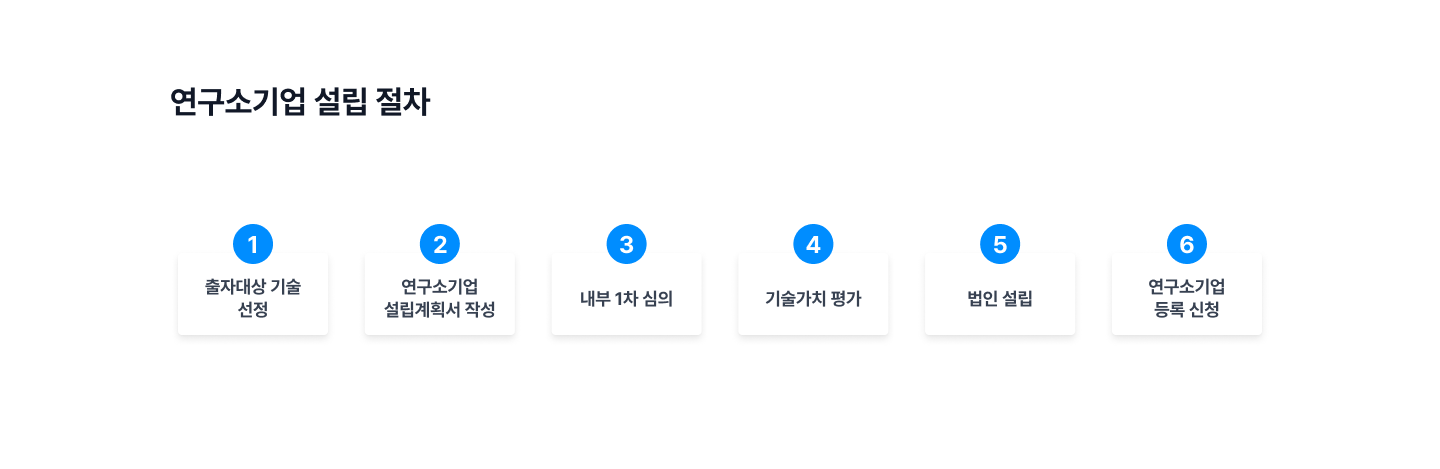 연구소기업 설립 절차
1
출자대상 기술
선정
2
연구소기업
설립계획서 작성
3
내부 1차 심의
4
기술가치 평가
5
법인 설립
6
연구소기업
등록 신청